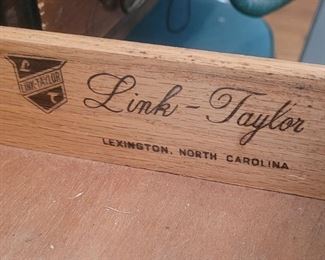 L
LINK-TAYLOR
T
Link-Taylor
LEXINGTON, NORTH CAROLINA